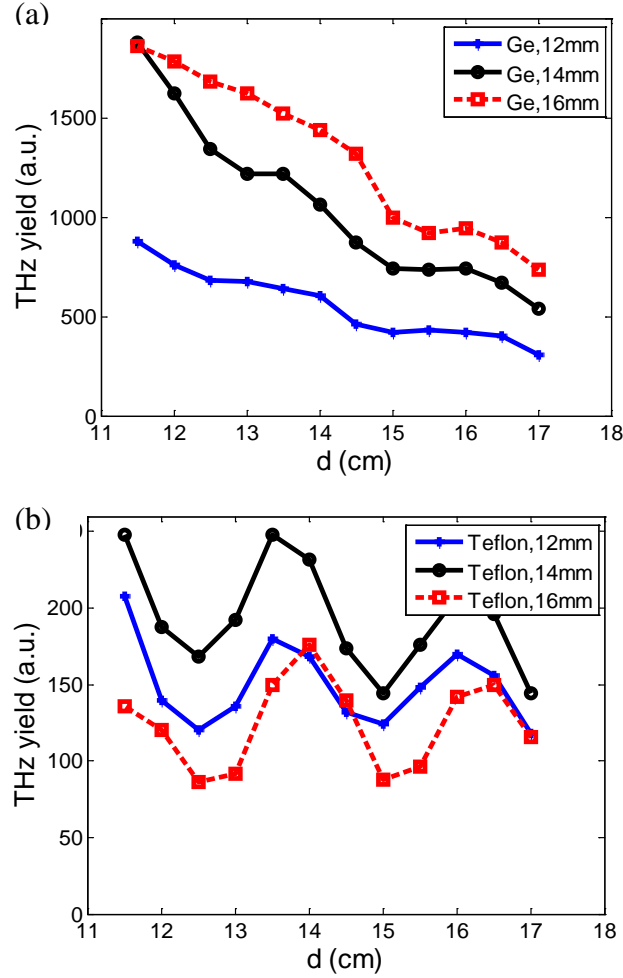 (a)
Ge,12mm
Ge,14mm
Ge,16mm
1500
1000
500
0
THz yield (a.u.)
11 12 13 14 15 16 17 18
d (cm)
(b)
Teflon,12mm
Teflon,14mm
Teflon,16mm
200
150
100
50
0
THz yield (a.u.)
11 12 13 14 15 16 17 18
d (cm)